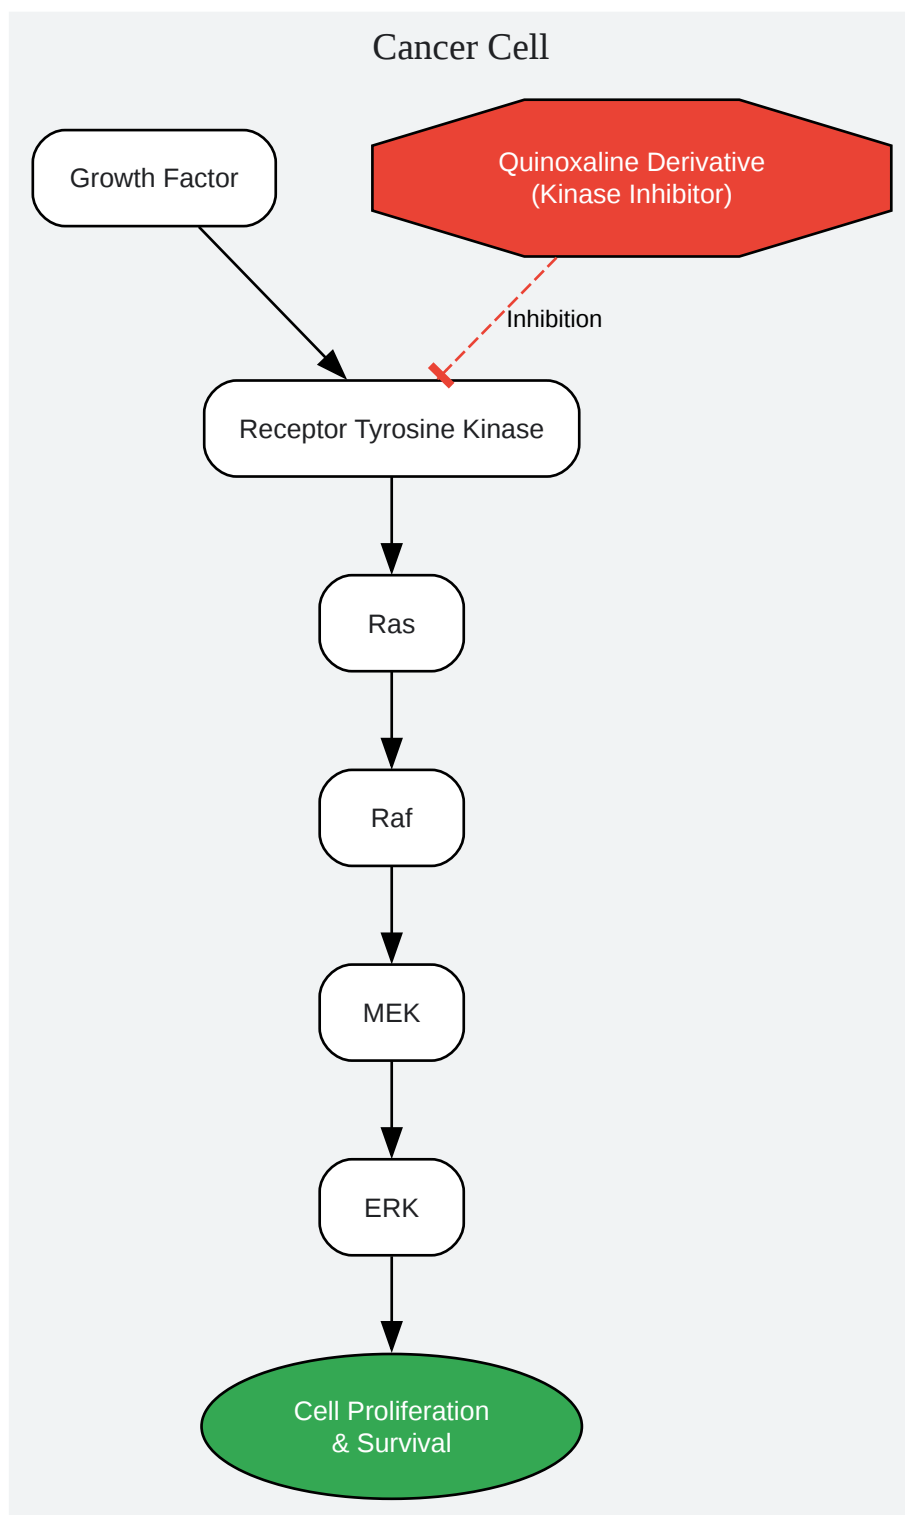 Cancer Cell
Growth Factor
Quinoxaline Derivative
(Kinase Inhibitor)
Inhibition
Receptor Tyrosine Kinase
Ras
Raf
MEK
ERK
Cell Proliferation
& Survival